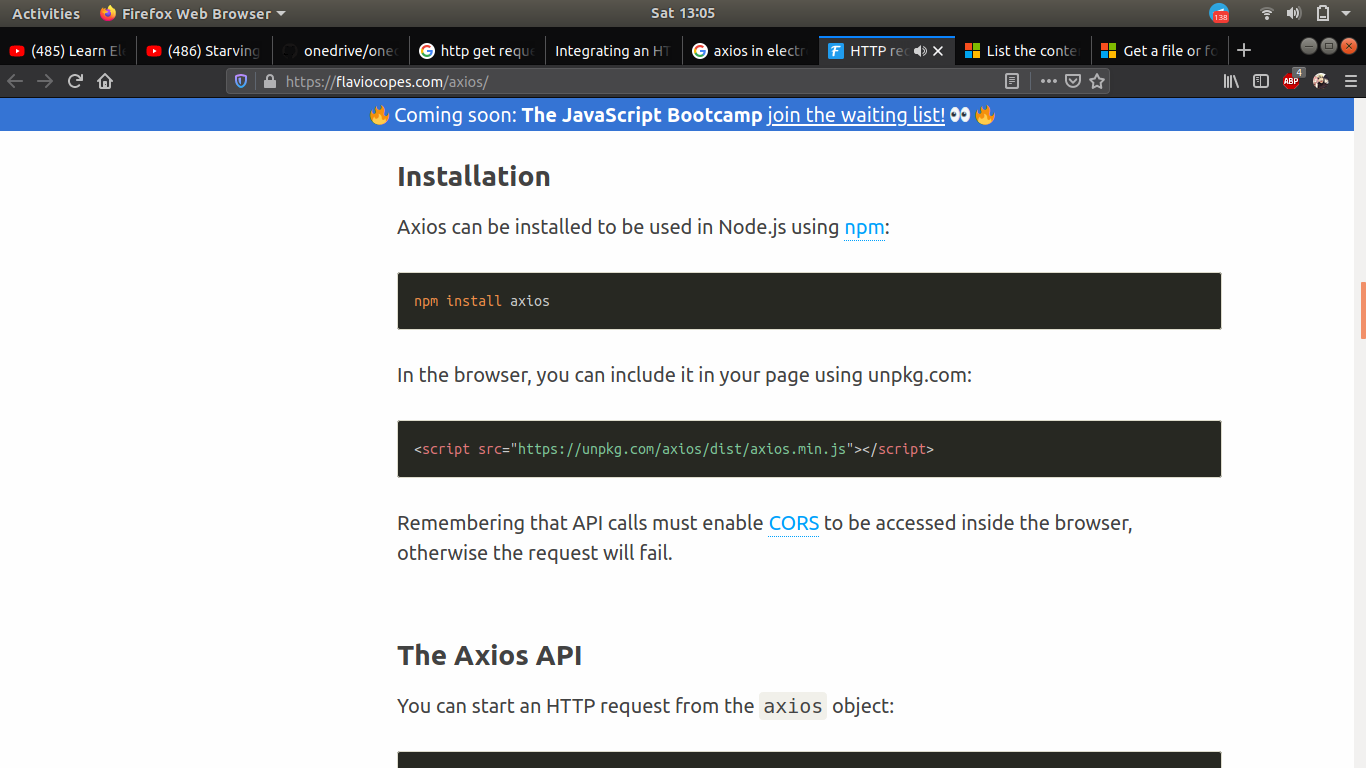 Activities Firefox Web Browser Sat 13:05 138
(485) Learn El (486) Starving onedrive/one http get reque Integrating an HT axios in electr HTTP rec List the conte Get a file or fo
https://flaviocopes.com/axios/ ABP 4
🔥 Coming soon: The JavaScript Bootcamp join the waiting list! 👀 🔥
Installation
Axios can be installed to be used in Node.js using npm:
npm install axios
In the browser, you can include it in your page using unpkg.com:
<script src="https://unpkg.com/axios/dist/axios.min.js"></script>
Remembering that API calls must enable CORS to be accessed inside the browser,
otherwise the request will fail.
The Axios API
You can start an HTTP request from the axios object: